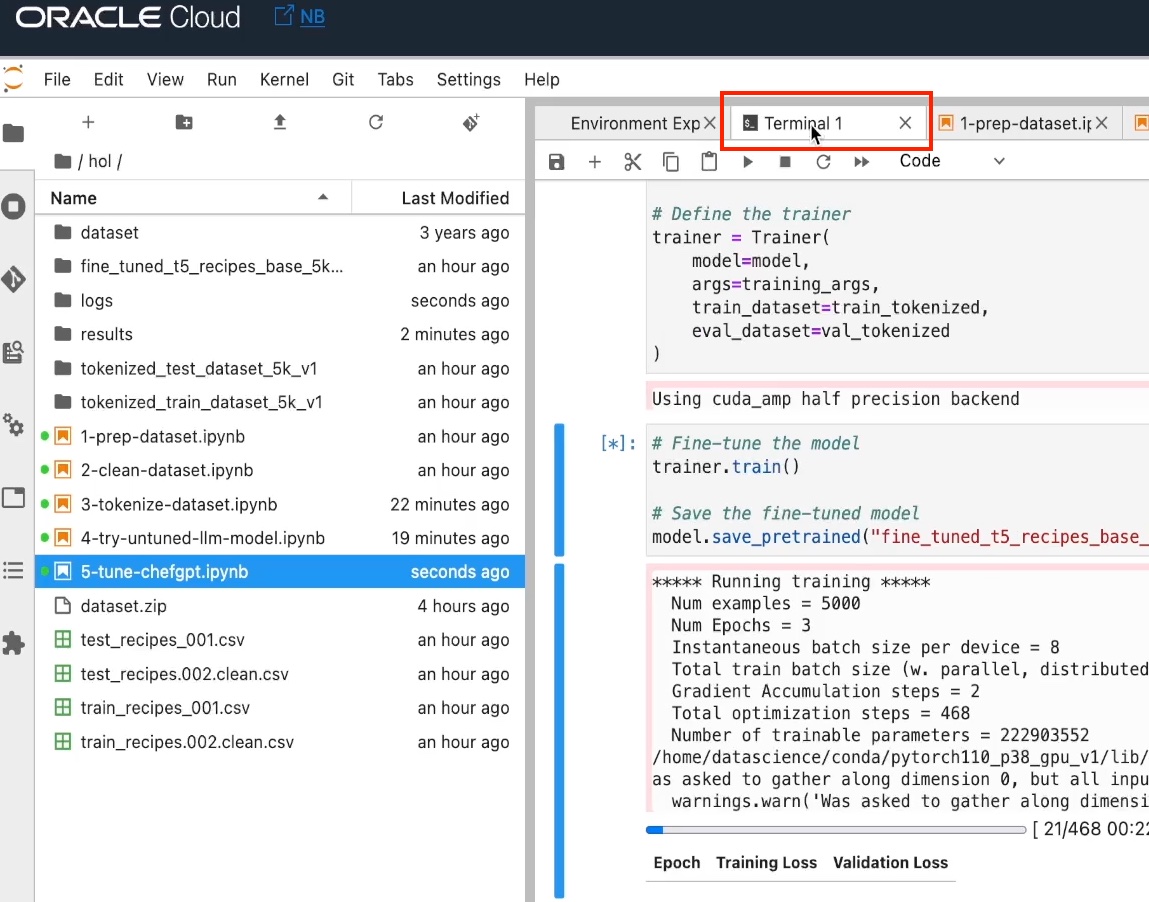 ORACLE Cloud NB
File Edit View Run Kernel Git Tabs Settings Help
Environment Exp Terminal 1 1-prep-dataset.ip
/ hol /
Code
Name Last Modified
dataset 3 years ago
fine_tuned_t5_recipes_base_5k... an hour ago
logs seconds ago
results 2 minutes ago
tokenized_test_dataset_5k_v1 an hour ago
tokenized_train_dataset_5k_v1 an hour ago
1-prep-dataset.ipynb an hour ago
2-clean-dataset.ipynb an hour ago
3-tokenize-dataset.ipynb 22 minutes ago
4-try-untuned-llm-model.ipynb 19 minutes ago
5-tune-chefgpt.ipynb seconds ago
dataset.zip 4 hours ago
test_recipes_001.csv an hour ago
test_recipes.002.clean.csv an hour ago
train_recipes_001.csv an hour ago
train_recipes.002.clean.csv an hour ago
# Define the trainer
trainer = Trainer(
model=model,
args=training_args,
train_dataset=train_tokenized,
eval_dataset=val_tokenized
)
Using cuda_amp half precision backend
[*]: # Fine-tune the model
trainer.train()
# Save the fine-tuned model
model.save_pretrained("fine_tuned_t5_recipes_base_
***** Running training *****
Num examples = 5000
Num Epochs = 3
Instantaneous batch size per device = 8
Total train batch size (w. parallel, distributed
Gradient Accumulation steps = 2
Total optimization steps = 468
Number of trainable parameters = 222903552
/home/datascience/conda/pytorch110_p38_gpu_v1/lib/
as asked to gather along dimension 0, but all inpu
warnings.warn('Was asked to gather along dimensi
[ 21/468 00:22
Epoch Training Loss Validation Loss